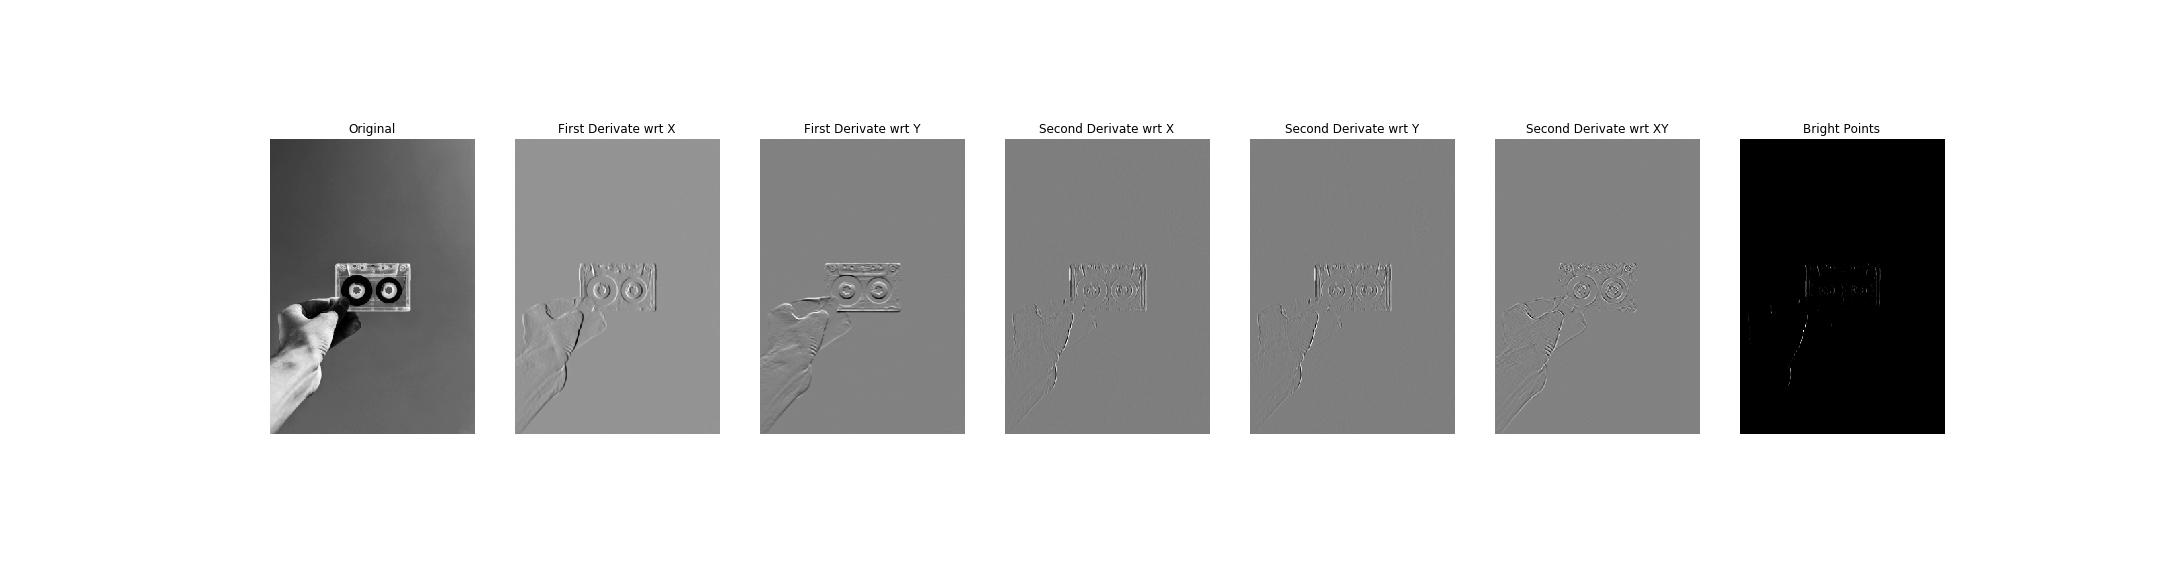 Original
First Derivate wrt X
First Derivate wrt Y
Second Derivate wrt X
Second Derivate wrt Y
Second Derivate wrt XY
Bright Points